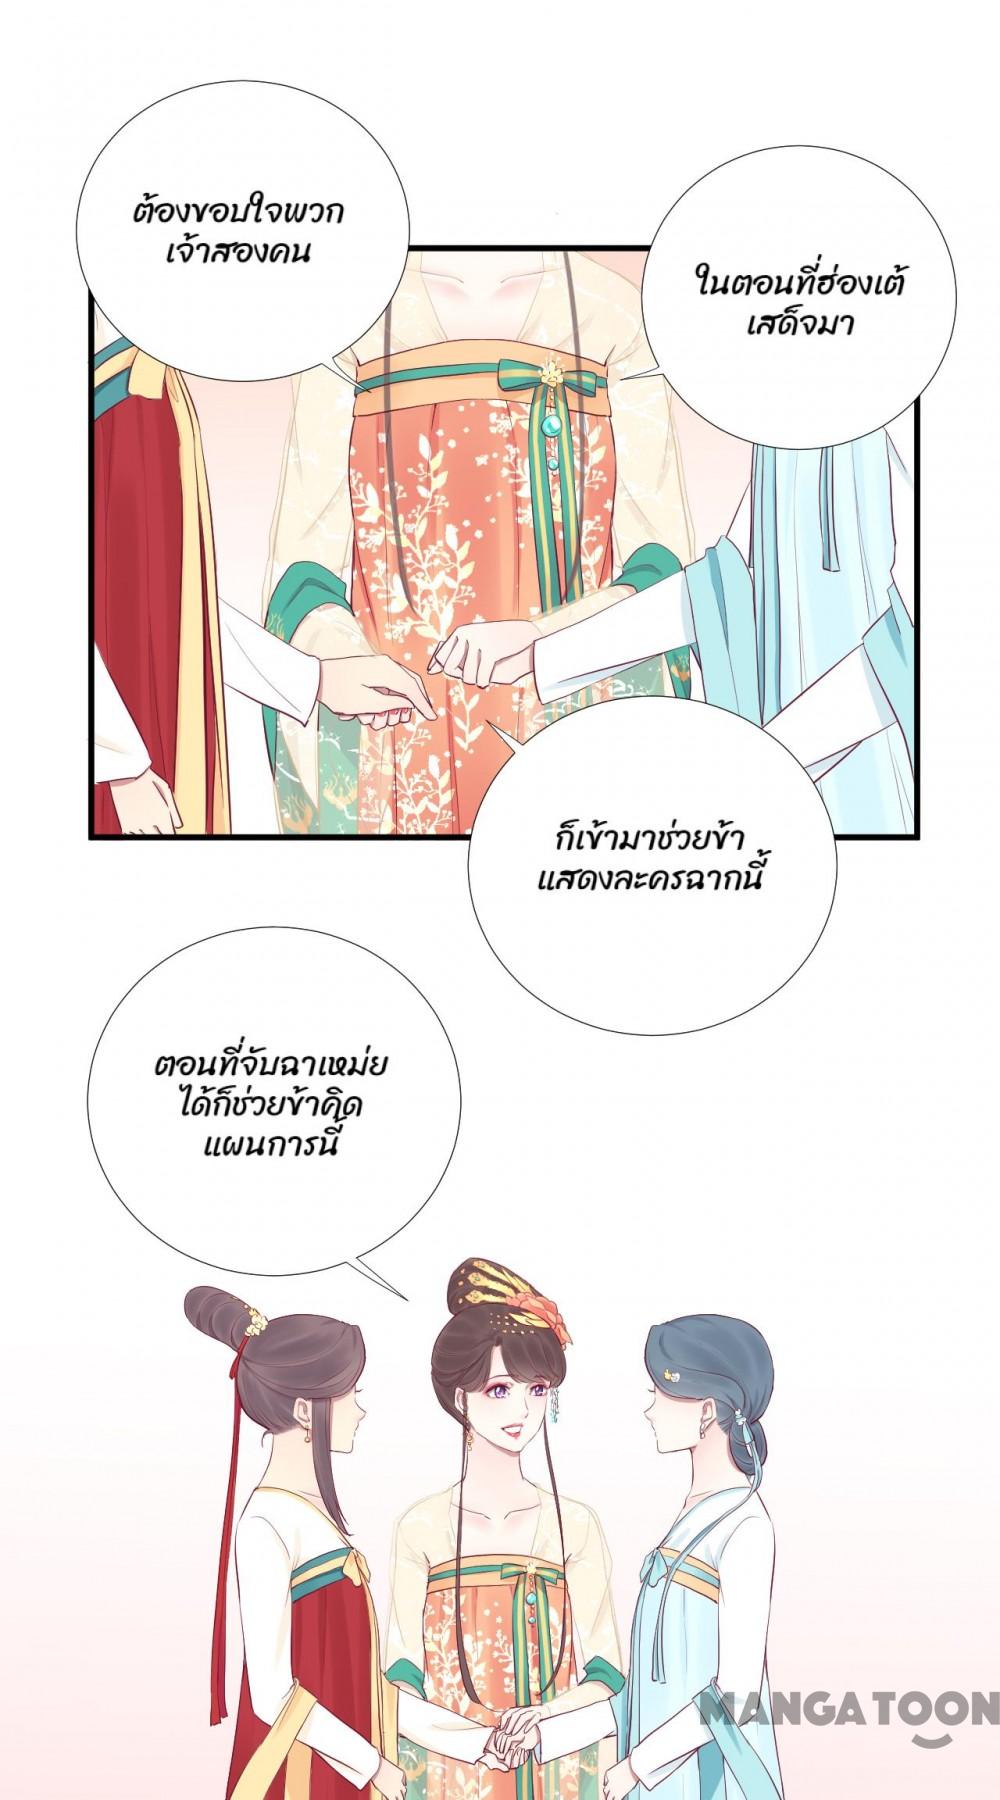 ต้องขอบใจพวก
เจ้าสองคน
ในตอนที่ฮ่องเต้
เสด็จมา
ก็เข้ามาช่วยข้า
แสดงละครฉากนี้
ตอนที่จับฉาเหม่ย
ได้ก็ช่วยข้าคิด
แผนการนี้
MANGATOON